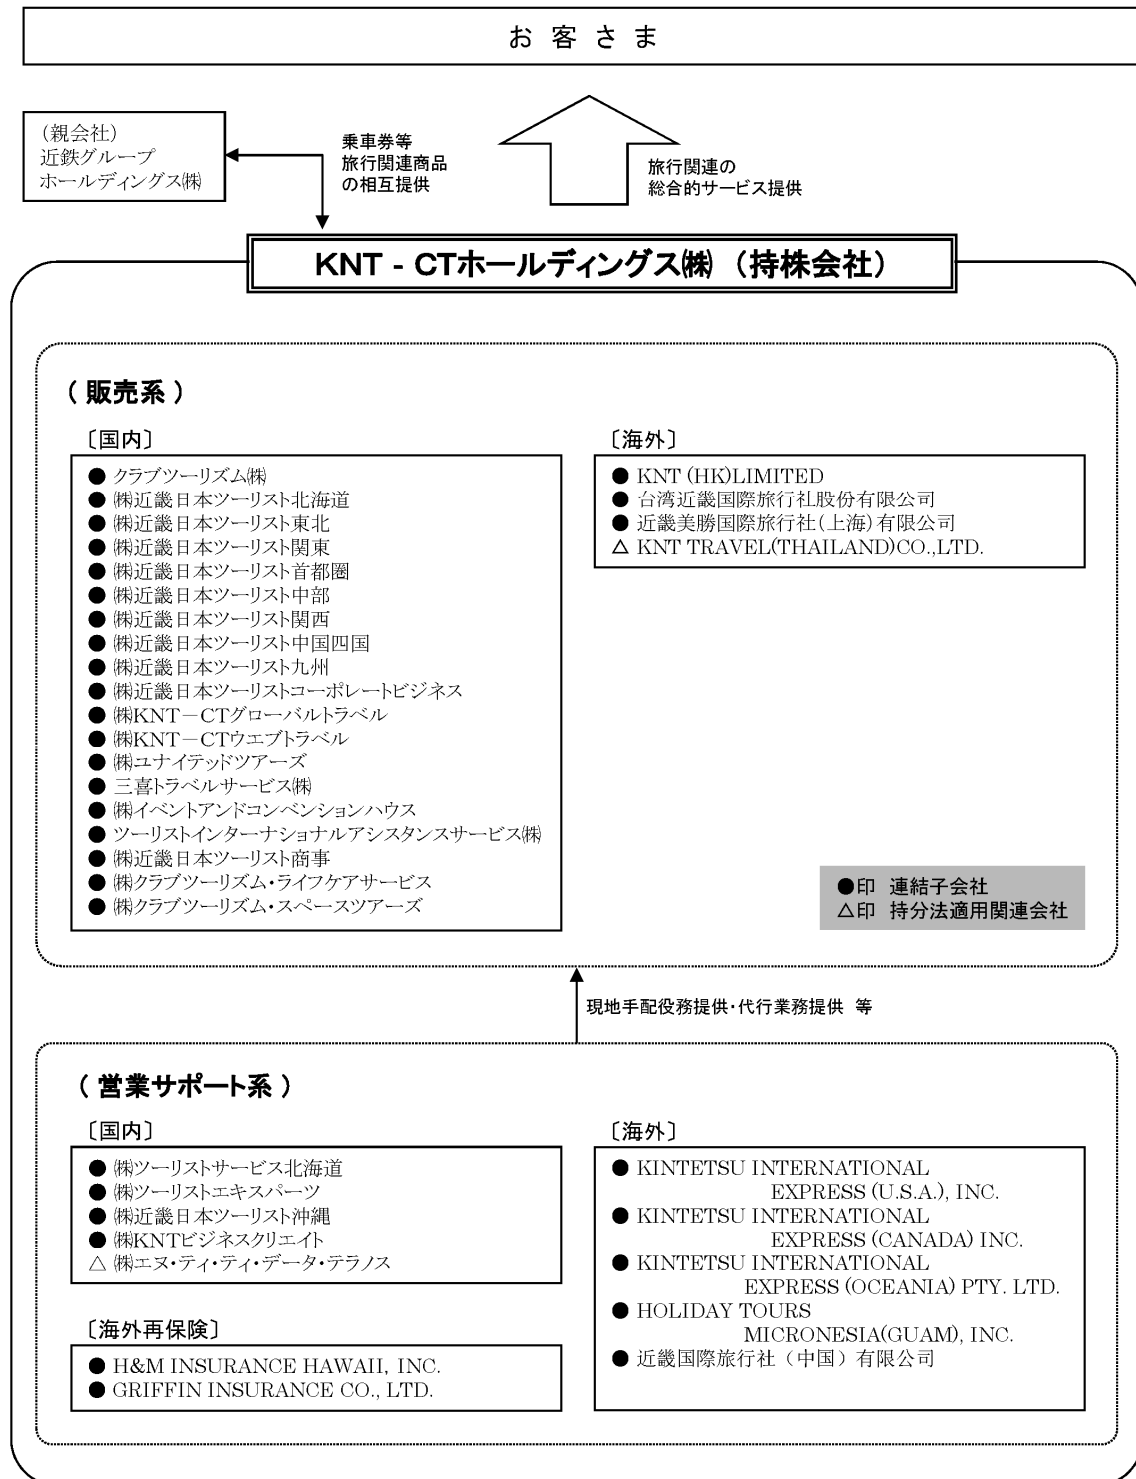 お客さま
(親会社)
近鉄グループ
ホールディングス㈱
乗車券等
旅行関連商品
の相互提供
旅行関連の
総合的サービス提供
KNT - CTホールディングス㈱ (持株会社)
( 販売系 )
〔国内〕
● クラブツーリズム㈱
● ㈱近畿日本ツーリスト北海道
● ㈱近畿日本ツーリスト東北
● ㈱近畿日本ツーリスト関東
● ㈱近畿日本ツーリスト首都圏
● ㈱近畿日本ツーリスト中部
● ㈱近畿日本ツーリスト関西
● ㈱近畿日本ツーリスト中国四国
● ㈱近畿日本ツーリスト九州
● ㈱近畿日本ツーリストコーポレートビジネス
● ㈱KNT-CTグローバルトラベル
● ㈱KNT-CTウエブトラベル
● ㈱ユナイテッドツアーズ
● 三喜トラベルサービス㈱
● ㈱イベントアンドコンベンションハウス
● ツーリストインターナショナルアシスタンスサービス㈱
● ㈱近畿日本ツーリスト商事
● ㈱クラブツーリズム・ライフケアサービス
● ㈱クラブツーリズム・スペースツアーズ
〔海外〕
● KNT (HK)LIMITED
● 台湾近畿国際旅行社股份有限公司
● 近畿美勝国際旅行社(上海)有限公司
△ KNT TRAVEL(THAILAND)CO.,LTD.
●印 連結子会社
△印 持分法適用関連会社
現地手配役務提供・代行業務提供 等
( 営業サポート系 )
〔国内〕
● ㈱ツーリストサービス北海道
● ㈱ツーリストエキスパーツ
● ㈱近畿日本ツーリスト沖縄
● ㈱KNTビジネスクリエイト
△ ㈱エヌ・ティ・ティ・データ・テラノス
〔海外再保険〕
● H&M INSURANCE HAWAII, INC.
● GRIFFIN INSURANCE CO., LTD.
〔海外〕
● KINTETSU INTERNATIONAL
EXPRESS (U.S.A.), INC.
● KINTETSU INTERNATIONAL
EXPRESS (CANADA) INC.
● KINTETSU INTERNATIONAL
EXPRESS (OCEANIA) PTY. LTD.
● HOLIDAY TOURS
MICRONESIA(GUAM), INC.
● 近畿国際旅行社(中国)有限公司